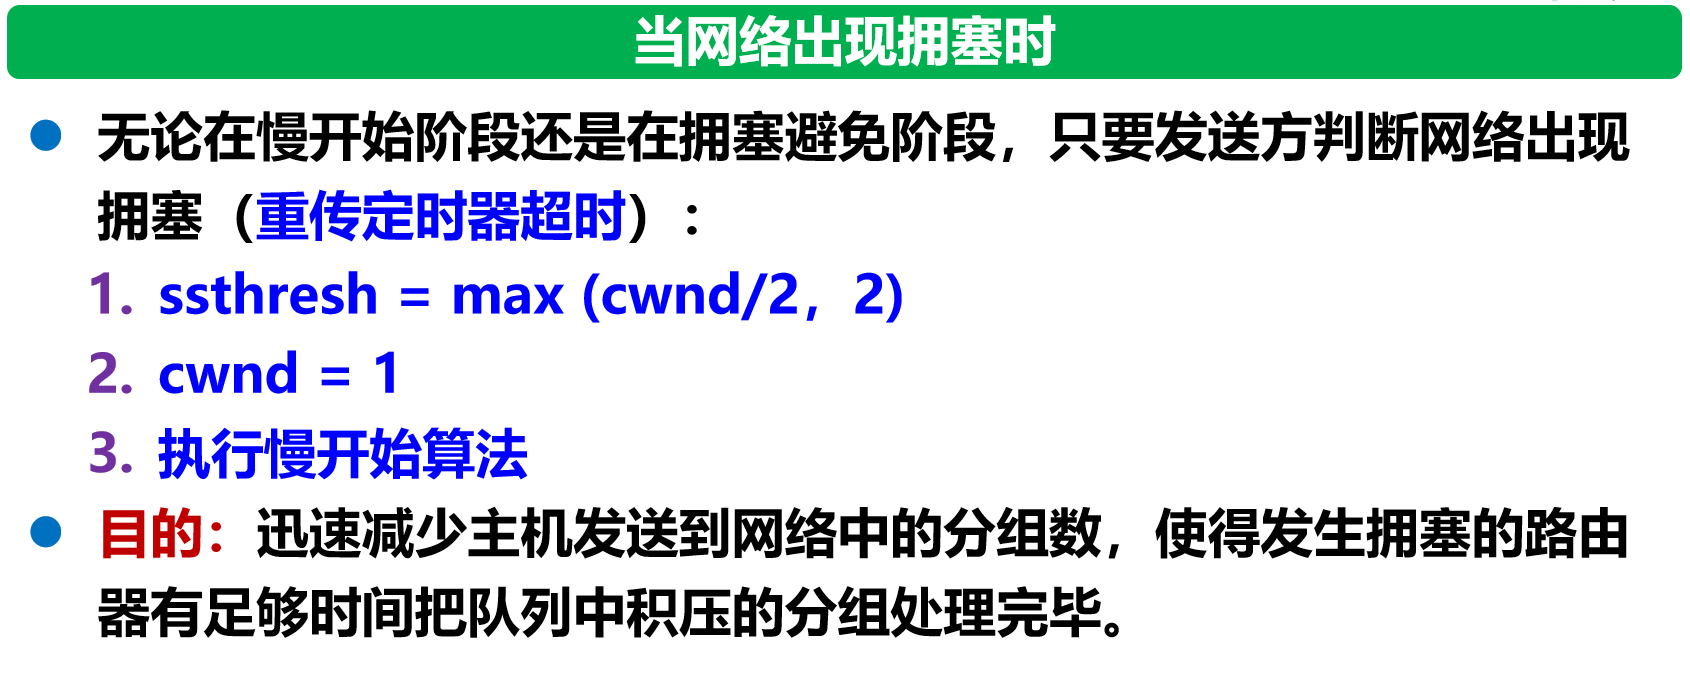 当网络出现拥塞时
无论在慢开始阶段还是在拥塞避免阶段，只要发送方判断网络出现
拥塞（重传定时器超时）：
1. ssthresh = max (cwnd/2，2)
2. cwnd = 1
3. 执行慢开始算法
目的：迅速减少主机发送到网络中的分组数，使得发生拥塞的路由
器有足够时间把队列中积压的分组处理完毕。